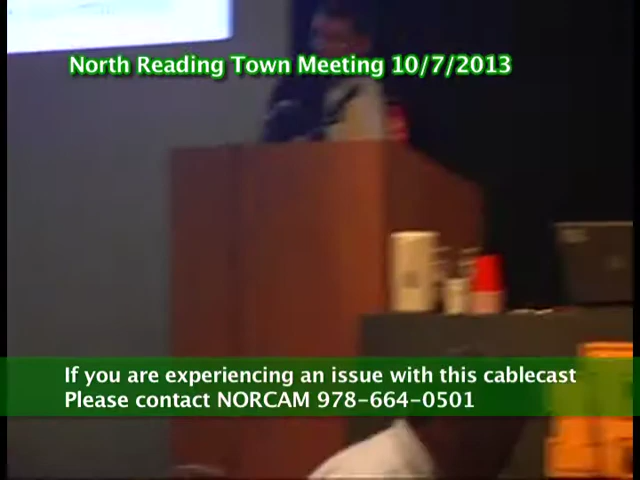 North Reading Town Meeting 10/7/2013
If you are experiencing an issue with this cablecast
Please contact NORCAM 978-664-0501